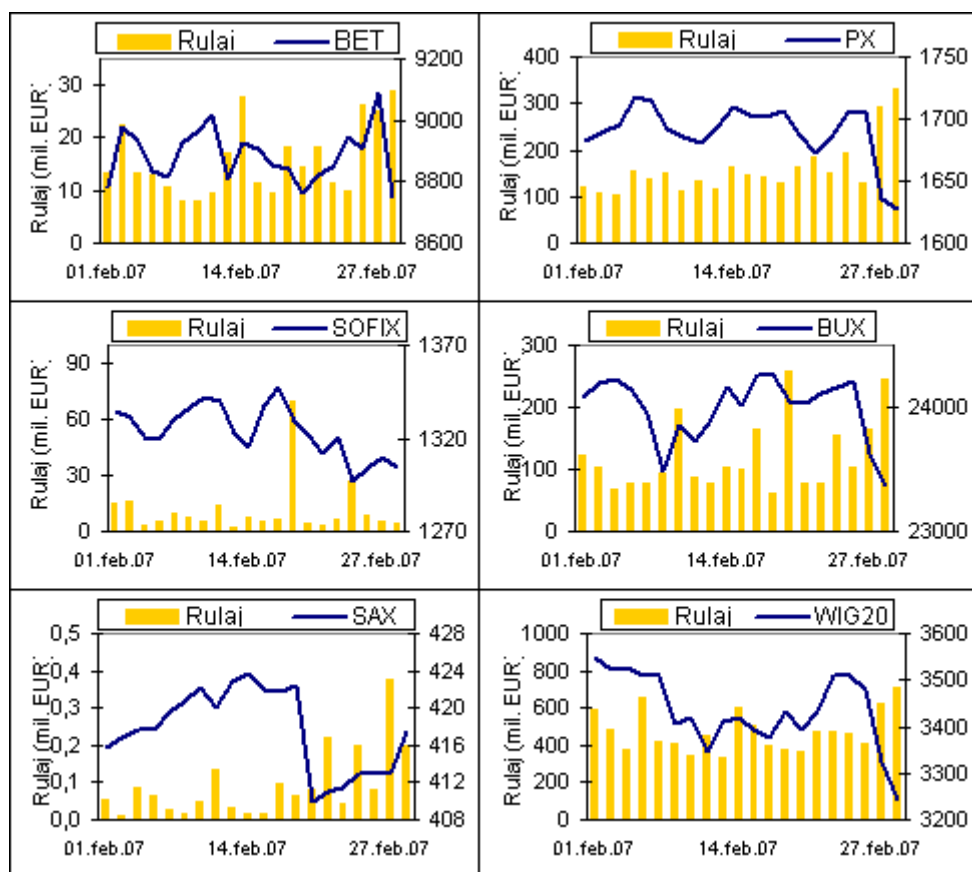 Rulaj BET
Rulaj (mil. EUR)
30
20
10
0
9200
9000
8800
8600
01.feb.07 14.feb.07 27.feb.07
Rulaj PX
Rulaj (mil. EUR)
400
300
200
100
0
1750
1700
1650
1600
01.feb.07 14.feb.07 27.feb.07
Rulaj SOFIX
Rulaj (mil. EUR)
90
60
30
0
1370
1320
1270
01.feb.07 14.feb.07 27.feb.07
Rulaj BUX
Rulaj (mil. EUR)
300
200
100
0
24000
23000
01.feb.07 14.feb.07 27.feb.07
Rulaj SAX
Rulaj (mil. EUR)
0,5
0,4
0,3
0,2
0,1
0,0
428
424
420
416
412
408
01.feb.07 14.feb.07 27.feb.07
Rulaj WIG20
Rulaj (mil. EUR)
1000
800
600
400
200
0
3600
3500
3400
3300
3200
01.feb.07 14.feb.07 27.feb.07